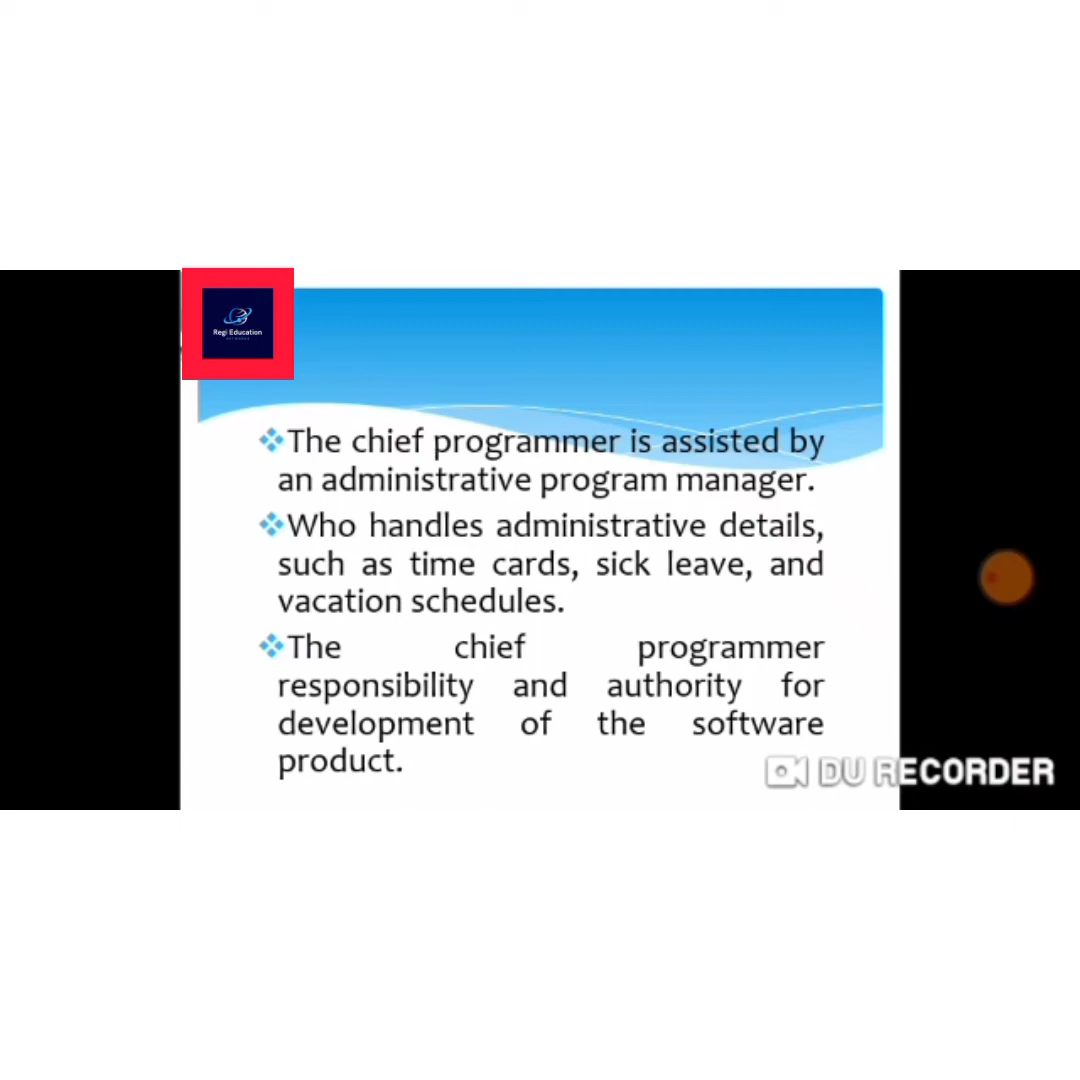 Regi Education
❖The chief programmer is assisted by
an administrative program manager.
❖Who handles administrative details,
such as time cards, sick leave, and
vacation schedules.
❖The chief programmer
responsibility and authority for
development of the software
product.
DU RECORDER